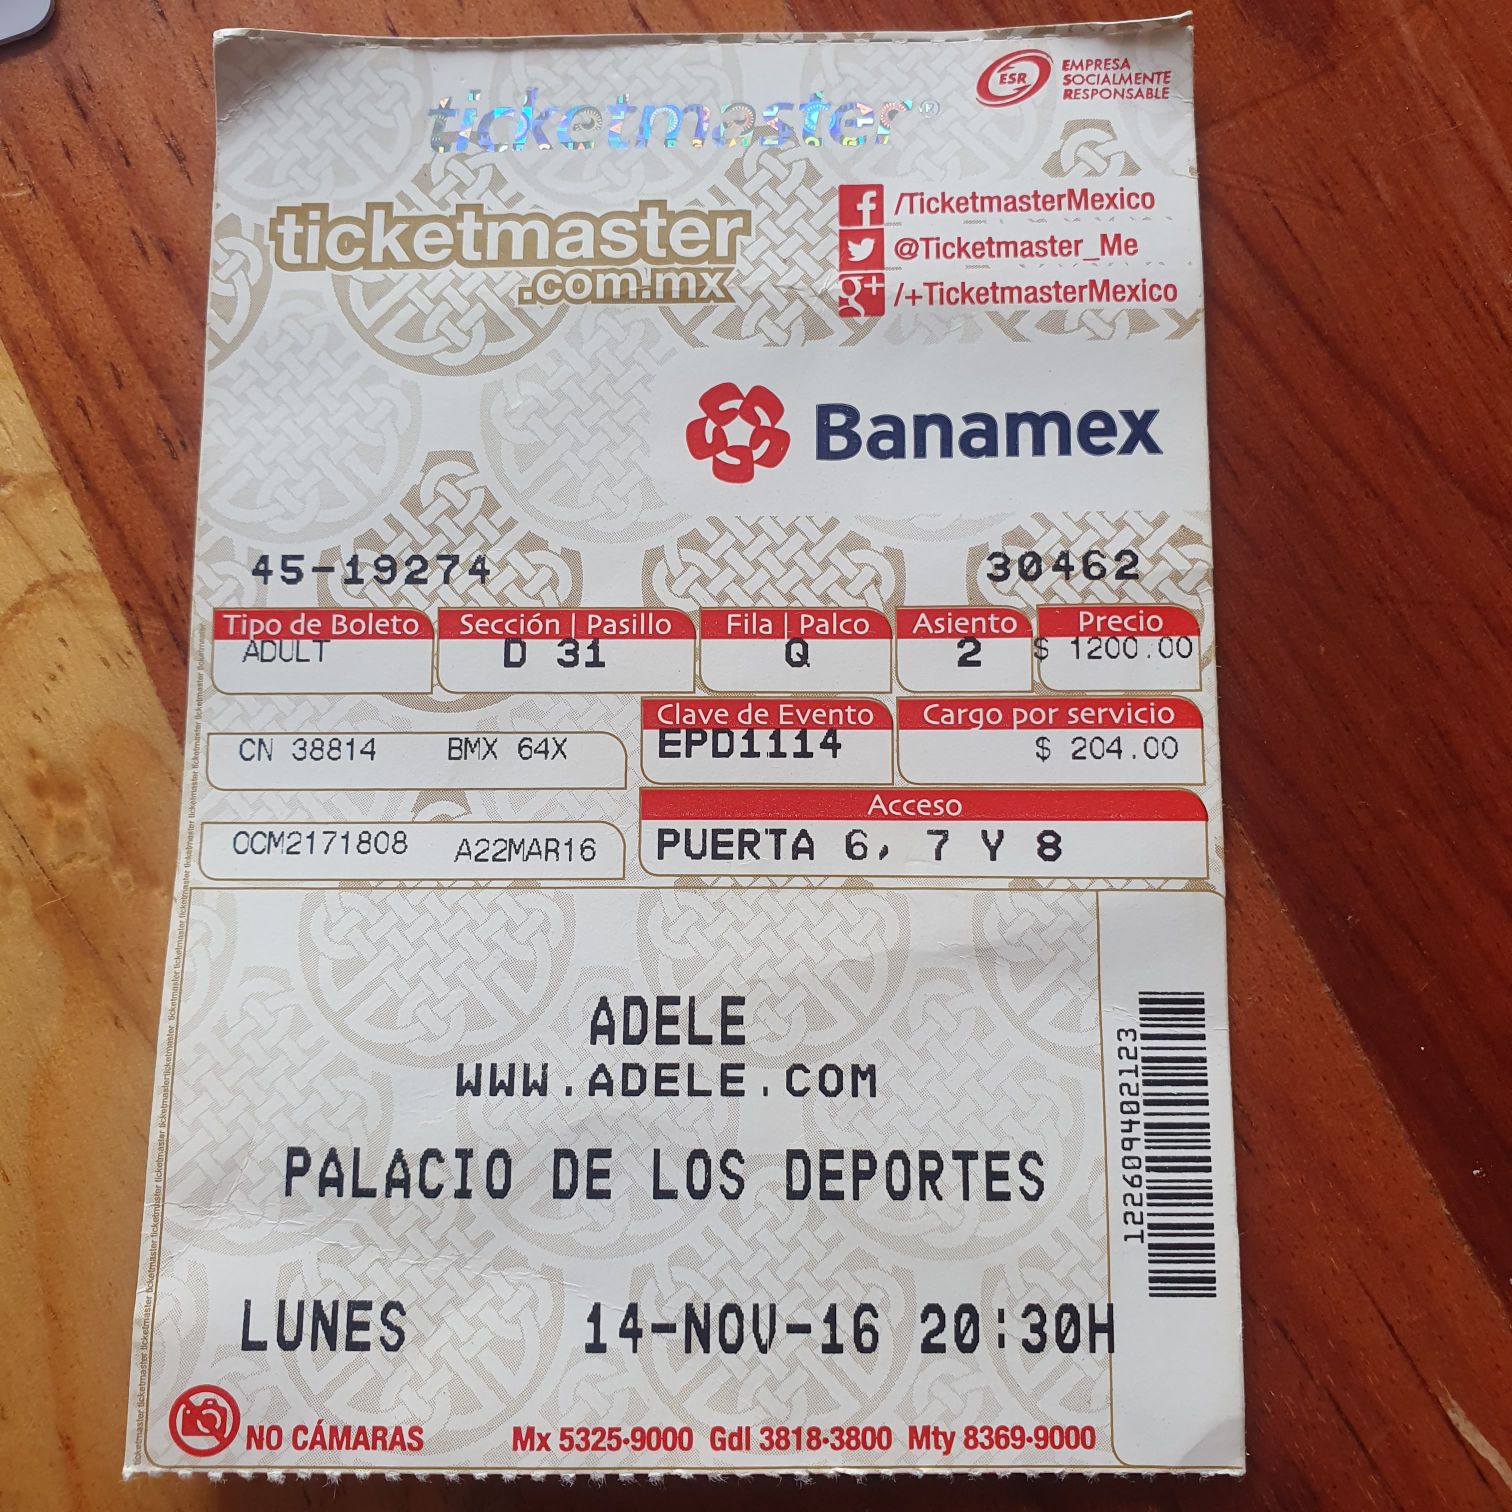 ticketmaster®
ESR EMPRESA
SOCIALMENTE
RESPONSABLE
ticketmaster
.com.mx
f /TicketmasterMexico
@Ticketmaster_Me
g+ /+TicketmasterMexico
Banamex
45-19274 30462
Tipo de Boleto Sección | Pasillo Fila | Palco Asiento Precio
ADULT D 31 Q 2 $ 1200.00
Clave de Evento Cargo por servicio
CN 38814 BMX 64X EPD1114 $ 204.00
Acceso
OCM2171808 A22MAR16 PUERTA 6, 7 Y 8
ADELE
WWW.ADELE.COM
PALACIO DE LOS DEPORTES
LUNES 14-NOV-16 20:30H
122609402123
NO CÁMARAS Mx 5325•9000 Gdl 3818•3800 Mty 8369•9000